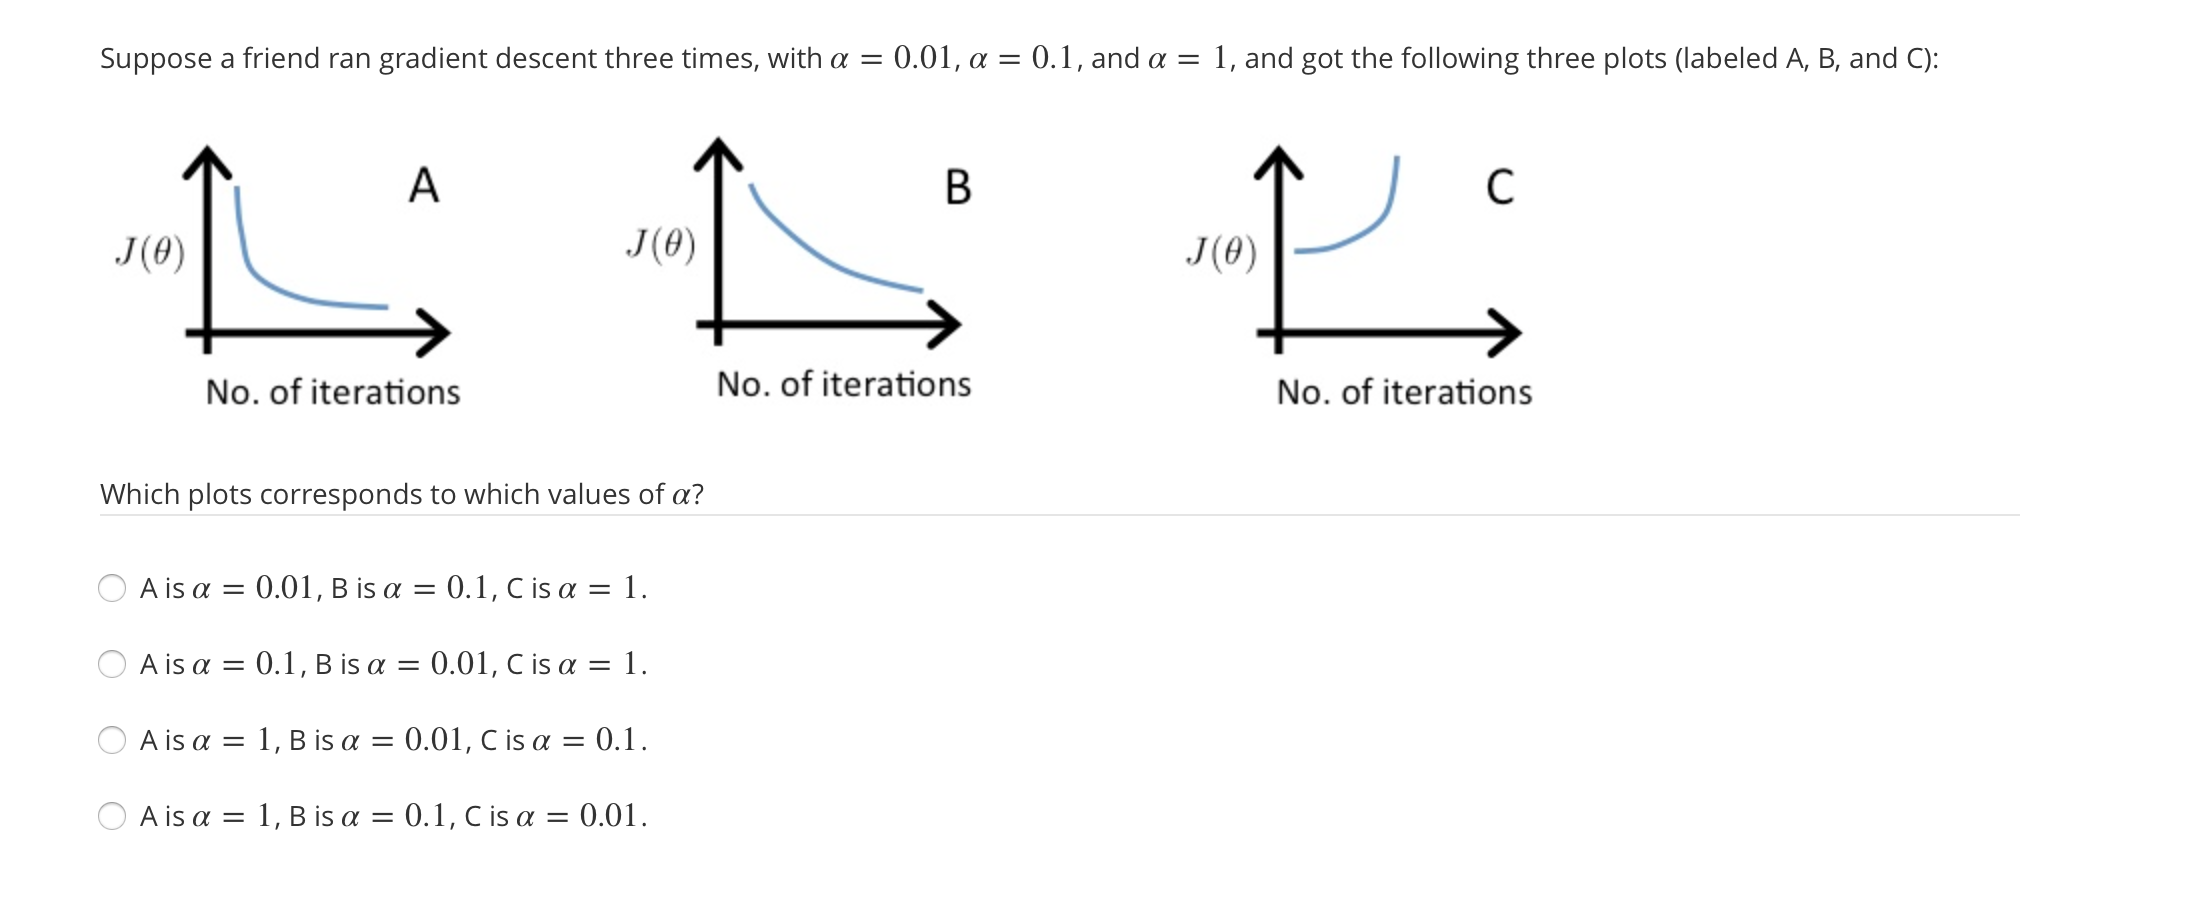 Suppose a friend ran gradient descent three times, with α = 0.01, α = 0.1, and α = 1, and got the following three plots (labeled A, B, and C):
A
J(θ)
No. of iterations
B
J(θ)
No. of iterations
C
J(θ)
No. of iterations
Which plots corresponds to which values of α?
A is α = 0.01, B is α = 0.1, C is α = 1.
A is α = 0.1, B is α = 0.01, C is α = 1.
A is α = 1, B is α = 0.01, C is α = 0.1.
A is α = 1, B is α = 0.1, C is α = 0.01.